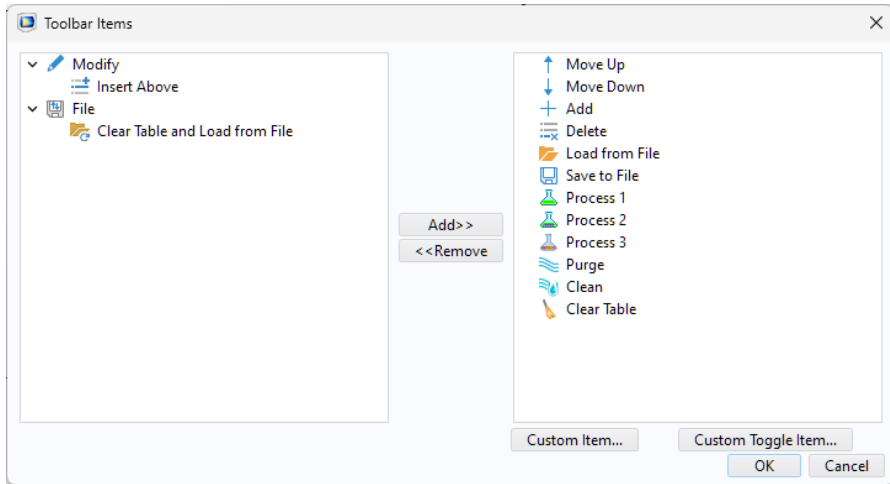 Toolbar Items
Modify
Insert Above
File
Clear Table and Load from File
Add>>
<<Remove
Move Up
Move Down
Add
Delete
Load from File
Save to File
Process 1
Process 2
Process 3
Purge
Clean
Clear Table
Custom Item...
Custom Toggle Item...
OK
Cancel